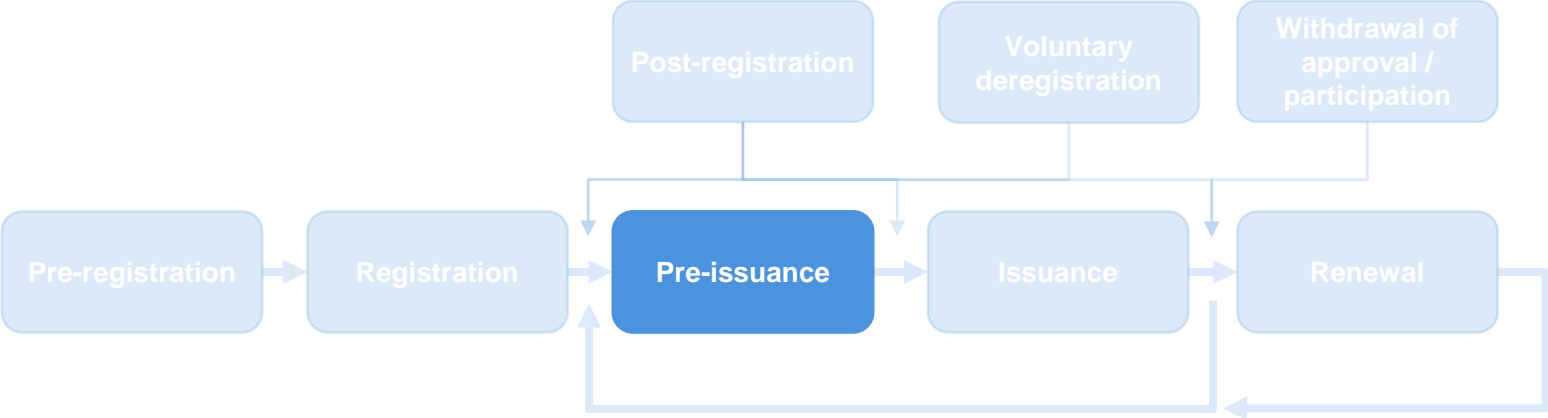 Post-registration
Voluntary
deregistration
Withdrawal of
approval /
participation
Pre-registration
Registration
Pre-issuance
Issuance
Renewal